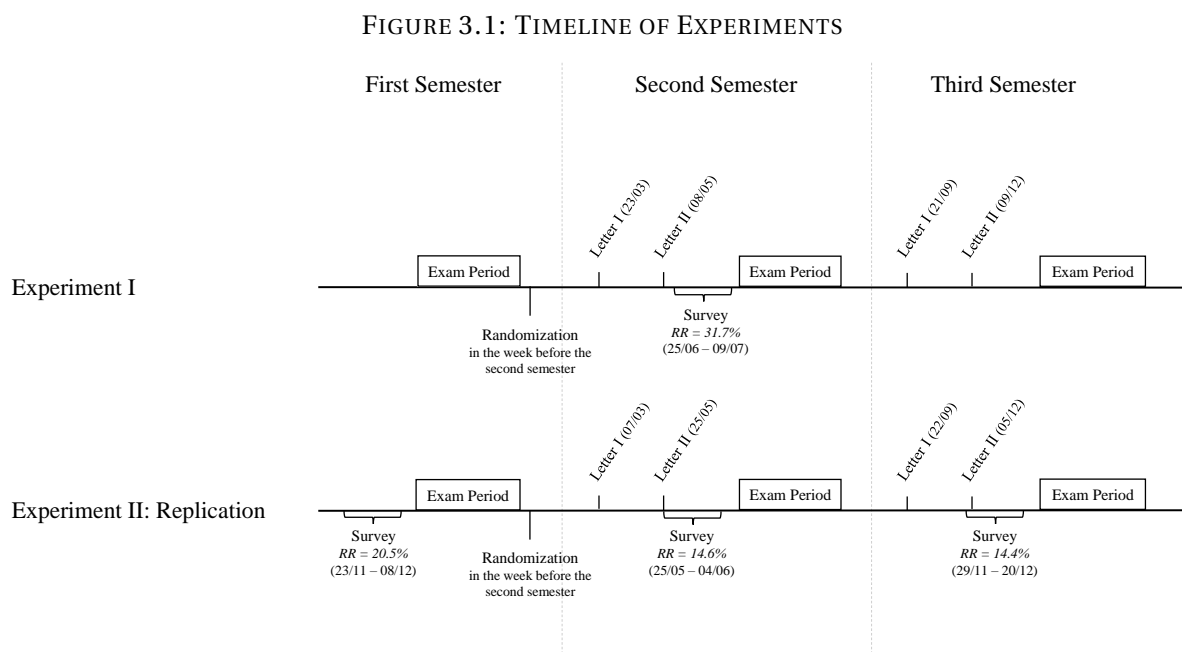 FIGURE 3.1: TIMELINE OF EXPERIMENTS
First Semester
Second Semester
Third Semester
Letter I (23/03)
Letter II (08/05)
Letter I (21/09)
Letter II (09/12)
Experiment I
Exam Period
Exam Period
Exam Period
Randomization
in the week before the
second semester
Survey
RR = 31.7%
(25/06 – 09/07)
Letter I (07/03)
Letter II (25/05)
Letter I (22/09)
Letter II (05/12)
Experiment II: Replication
Exam Period
Exam Period
Exam Period
Survey
RR = 20.5%
(23/11 – 08/12)
Randomization
in the week before the
second semester
Survey
RR = 14.6%
(25/05 – 04/06)
Survey
RR = 14.4%
(29/11 – 20/12)